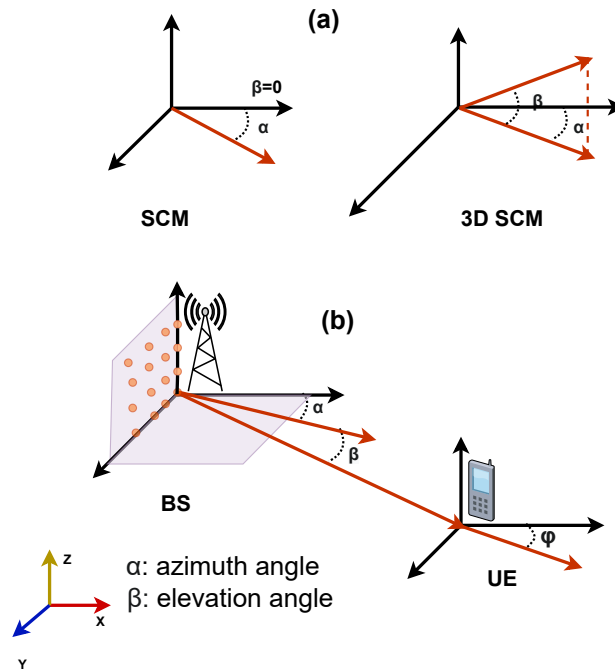 (a)
β=0
α
β
α
SCM
3D SCM
(b)
α
β
BS
φ
UE
Z
X
Y
α: azimuth angle
β: elevation angle